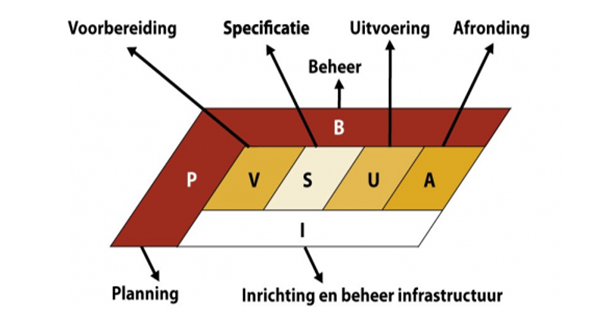 Voorbereiding Specificatie Uitvoering Afronding
Beheer
B
P V S U A
I
Planning Inrichting en beheer infrastructuur